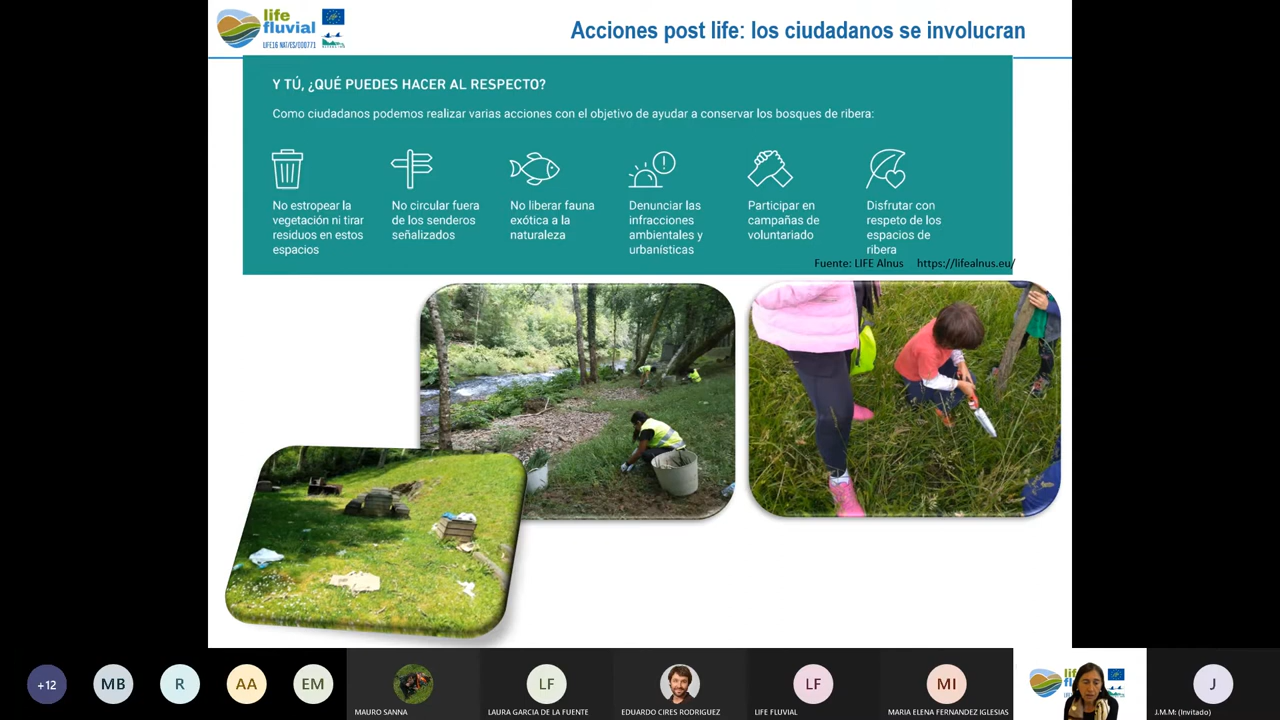 life
fluvial
LIFE16 NAT/ES/000771
Acciones post life: los ciudadanos se involucran
Y TÚ, ¿QUÉ PUEDES HACER AL RESPECTO?
Como ciudadanos podemos realizar varias acciones con el objetivo de ayudar a conservar los bosques de ribera:
No estropear la
vegetación ni tirar
residuos en estos
espacios
No circular fuera
de los senderos
señalizados
No liberar fauna
exótica a la
naturaleza
Denunciar las
infracciones
ambientales y
urbanísticas
Participar en
campañas de
voluntariado
Disfrutar con
respeto de los
espacios de
ribera
Fuente: LIFE Alnus https://lifealnus.eu/
+12
MB
R
AA
EM
MAURO SANNA
LF
LAURA GARCIA DE LA FUENTE
EDUARDO CIRES RODRIGUEZ
LF
LIFE FLUVIAL
MI
MARIA ELENA FERNANDEZ IGLESIAS
life
fluvial
J
J.M.M: (Invitado)